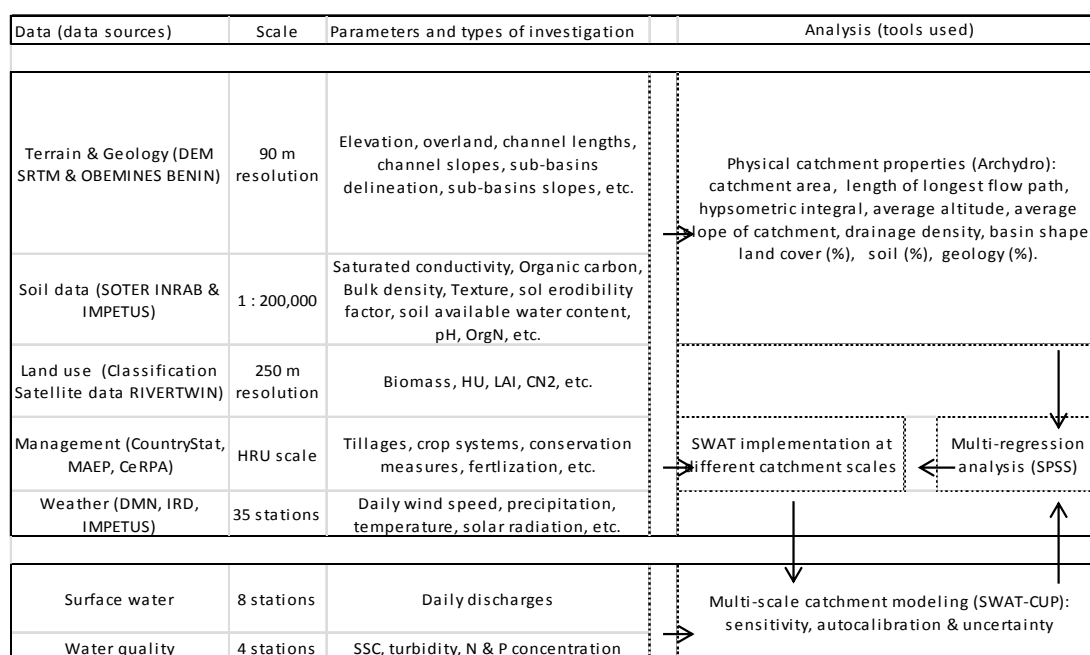 Data (data sources)
Scale
Parameters and types of investigation
Analysis (tools used)
Terrain & Geology (DEM
SRTM & OBEMINES BENIN)
90 m
resolution
Elevation, overland, channel lengths,
channel slopes, sub-basins
delineation, sub-basins slopes, etc.
Physical catchment properties (Archydro):
catchment area, length of longest flow path,
hypsometric integral, average altitude, average
slope of catchment, drainage density, basin shape
land cover (%), soil (%), geology (%).
Soil data (SOTER INRAB &
IMPETUS)
1 : 200,000
Saturated conductivity, Organic carbon,
Bulk density, Texture, sol erodibility
factor, soil available water content,
pH, OrgN, etc.
Land use (Classification
Satellite data RIVERTWIN)
250 m
resolution
Biomass, HU, LAI, CN2, etc.
Management (CountryStat,
MAEP, CeRPA)
HRU scale
Tillages, crop systems, conservation
measures, fertlization, etc.
SWAT implementation at
different catchment scales
Multi-regression
analysis (SPSS)
Weather (DMN, IRD,
IMPETUS)
35 stations
Daily wind speed, precipitation,
temperature, solar radiation, etc.
Surface water
8 stations
Daily discharges
Multi-scale catchment modeling (SWAT-CUP):
sensitivity, autocalibration & uncertainty
Water quality
4 stations
SSC, turbidity, N & P concentration